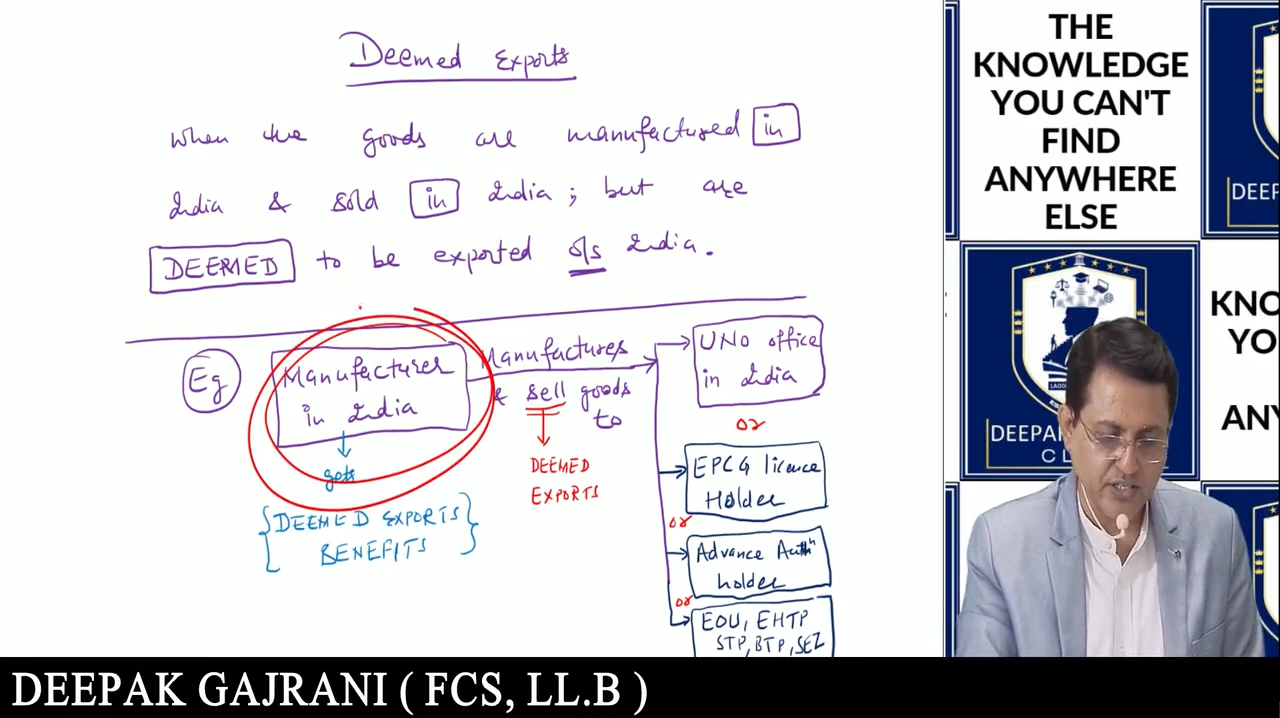 Deemed Exports
When the goods are manufactured in
India & sold in India ; but are
DEEMED to be exported o/s India.
Eg
Manufacturer
in India
gets
{DEEMED EXPORTS
BENEFITS}
Manufactures
& sell goods
to
DEEMED
EXPORTS
UNO office
in India
or
EPCG licence
Holder
or
Advance Authn
holder
or
EOU, EHTP
STP, BTP, SEZ
THE
KNOWLEDGE
YOU CAN'T
FIND
ANYWHERE
ELSE
DEEP
KNO
YO
ANY
DEEPA
CL
DEEPAK GAJRANI ( FCS, LL.B )